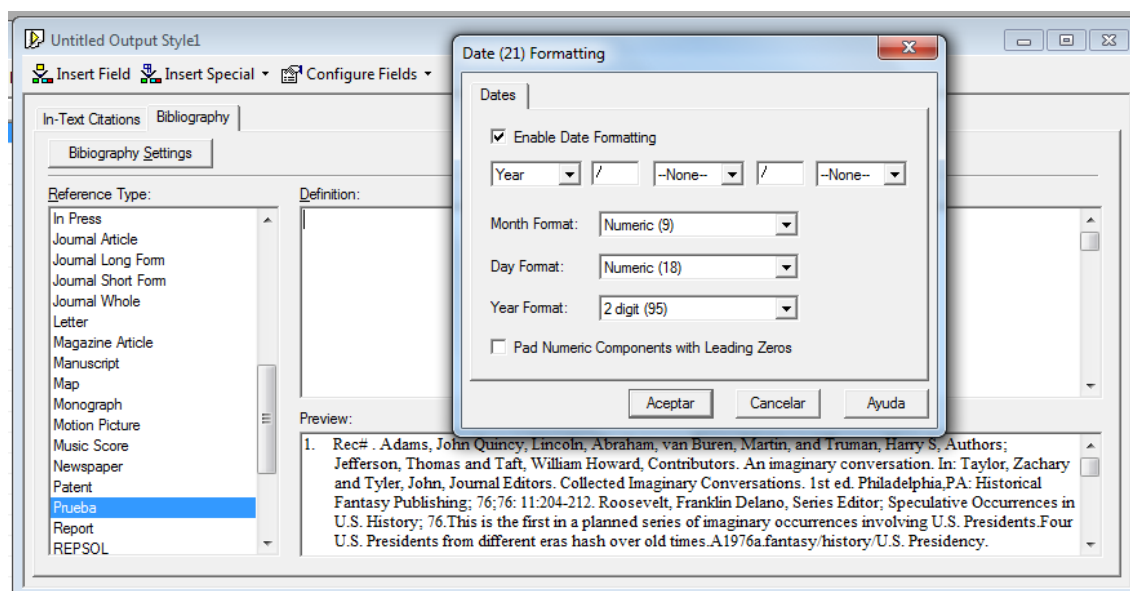 Untitled Output Style1
Insert Field Insert Special Configure Fields
In-Text Citations Bibliography
Bibiography Settings
Reference Type:
In Press
Journal Article
Journal Long Form
Journal Short Form
Journal Whole
Letter
Magazine Article
Manuscript
Map
Monograph
Motion Picture
Music Score
Newspaper
Patent
Prueba
Report
REPSOL
Definition:
Preview:
1. Rec# . Adams, John Quincy, Lincoln, Abraham, van Buren, Martin, and Truman, Harry S, Authors;
Jefferson, Thomas and Taft, William Howard, Contributors. An imaginary conversation. In: Taylor, Zachary
and Tyler, John, Journal Editors. Collected Imaginary Conversations. 1st ed. Philadelphia,PA: Historical
Fantasy Publishing; 76;76: 11:204-212. Roosevelt, Franklin Delano, Series Editor; Speculative Occurrences in
U.S. History; 76.This is the first in a planned series of imaginary occurrences involving U.S. Presidents.Four
U.S. Presidents from different eras hash over old times.A1976a.fantasy/history/U.S. Presidency.
Date (21) Formatting
Dates
Enable Date Formatting
Year / --None-- / --None--
Month Format: Numeric (9)
Day Format: Numeric (18)
Year Format: 2 digit (95)
Pad Numeric Components with Leading Zeros
Aceptar Cancelar Ayuda